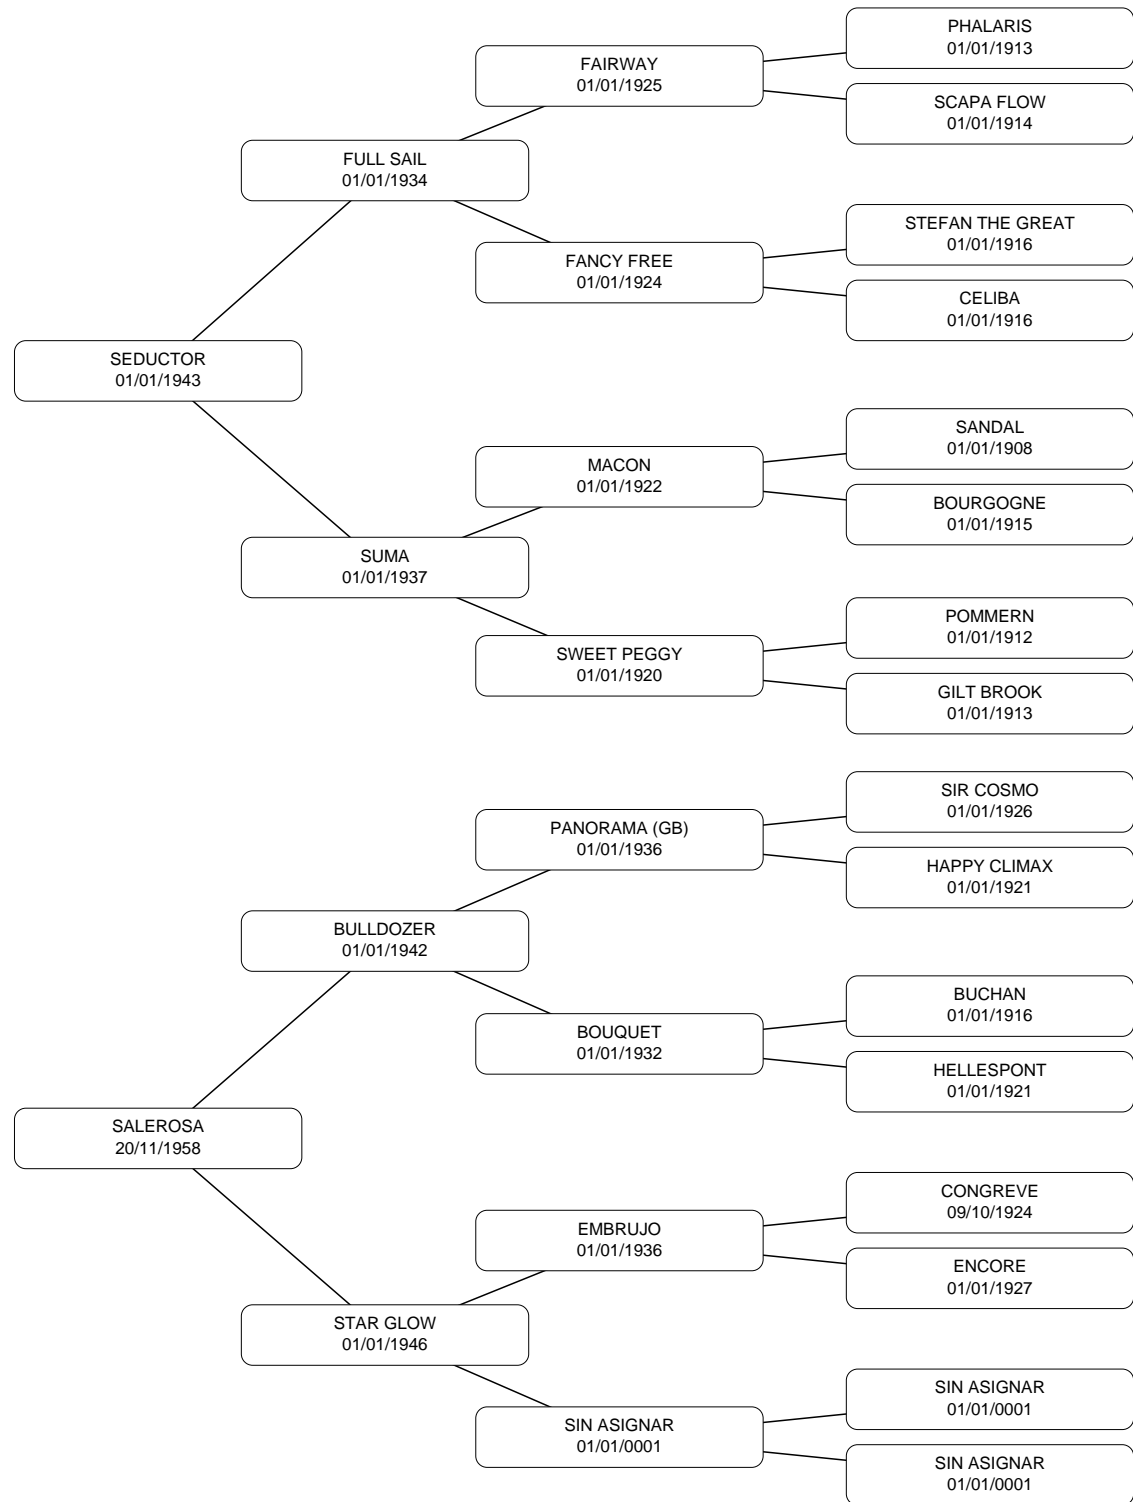 PHALARIS
01/01/1913
FAIRWAY
01/01/1925
SCAPA FLOW
01/01/1914
FULL SAIL
01/01/1934
STEFAN THE GREAT
01/01/1916
FANCY FREE
01/01/1924
CELIBA
01/01/1916
SEDUCTOR
01/01/1943
SANDAL
01/01/1908
MACON
01/01/1922
BOURGOGNE
01/01/1915
SUMA
01/01/1937
POMMERN
01/01/1912
SWEET PEGGY
01/01/1920
GILT BROOK
01/01/1913
SIR COSMO
01/01/1926
PANORAMA (GB)
01/01/1936
HAPPY CLIMAX
01/01/1921
BULLDOZER
01/01/1942
BUCHAN
01/01/1916
BOUQUET
01/01/1932
HELLESPONT
01/01/1921
SALEROSA
20/11/1958
CONGREVE
09/10/1924
EMBRUJO
01/01/1936
ENCORE
01/01/1927
STAR GLOW
01/01/1946
SIN ASIGNAR
01/01/0001
SIN ASIGNAR
01/01/0001
SIN ASIGNAR
01/01/0001